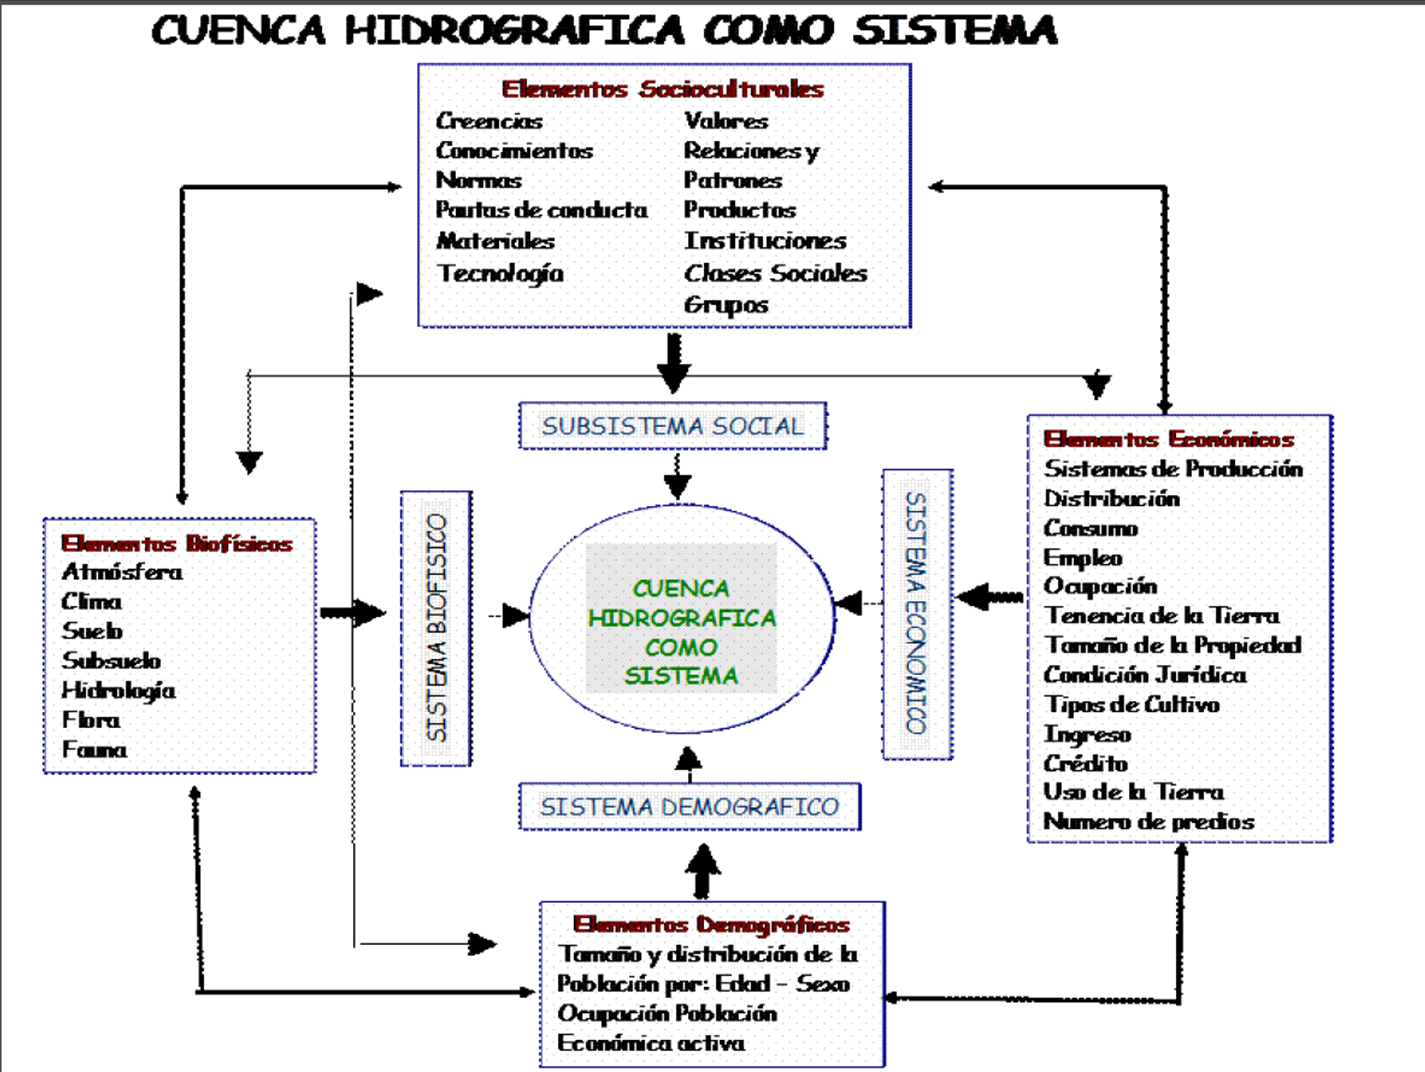 CUENCA HIDROGRAFICA COMO SISTEMA
Elementos Socioculturales
Creencias
Conocimientos
Normas
Pautas de conducta
Materiales
Tecnología
Valores
Relaciones y
Patrones
Productos
Instituciones
Clases Sociales
Grupos
SUBSISTEMA SOCIAL
Elementos Biofísicos
Atmósfera
Clima
Suelo
Subsuelo
Hidrología
Flora
Fauna
SISTEMA BIOFISICO
CUENCA
HIDROGRAFICA
COMO
SISTEMA
SISTEMA ECONOMICO
Elementos Económicos
Sistemas de Producción
Distribución
Consumo
Empleo
Ocupación
Tenencia de la Tierra
Tamaño de la Propiedad
Condición Jurídica
Tipos de Cultivo
Ingreso
Crédito
Uso de la Tierra
Numero de predios
SISTEMA DEMOGRAFICO
Elementos Demográficos
Tamaño y distribución de la
Población por: Edad - Sexo
Ocupación Población
Económica activa